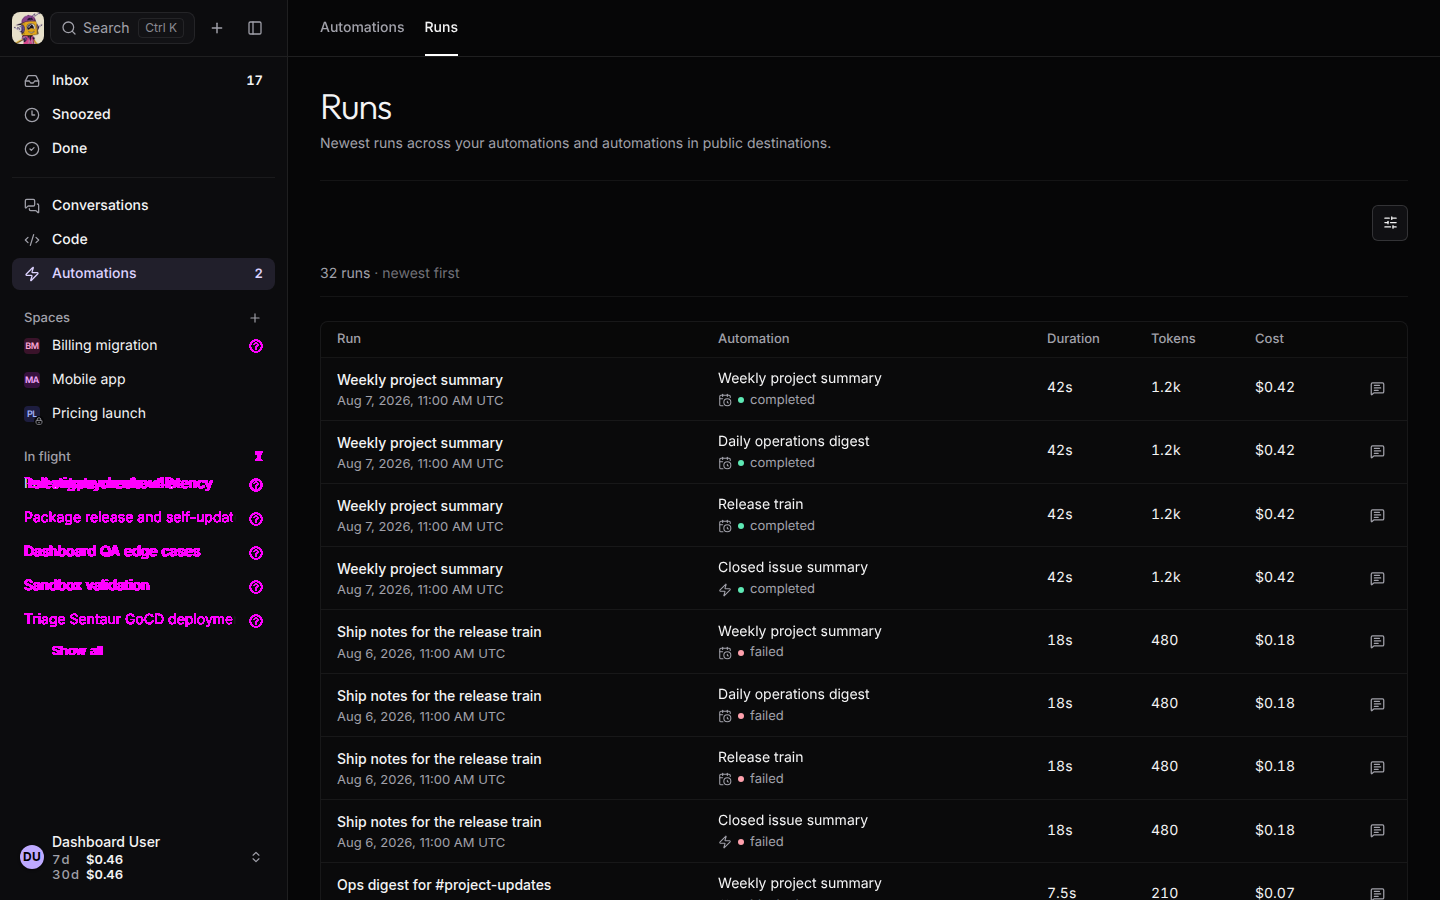 Search Ctrl K
Automations Runs
Inbox 17
Snoozed
Done
Conversations
Code
Automations 2
Spaces
BM Billing migration
MA Mobile app
PL Pricing launch
In flight
Package release and self-updat
Dashboard QA edge cases
Sandbox validation
Triage Sentaur GoCD deployme
Show all
DU Dashboard User
7d $0.46
30d $0.46
Runs
Newest runs across your automations and automations in public destinations.
32 runs · newest first
Run Automation Duration Tokens Cost
Weekly project summary Weekly project summary 42s 1.2k $0.42
Aug 7, 2026, 11:00 AM UTC completed
Weekly project summary Daily operations digest 42s 1.2k $0.42
Aug 7, 2026, 11:00 AM UTC completed
Weekly project summary Release train 42s 1.2k $0.42
Aug 7, 2026, 11:00 AM UTC completed
Weekly project summary Closed issue summary 42s 1.2k $0.42
Aug 7, 2026, 11:00 AM UTC completed
Ship notes for the release train Weekly project summary 18s 480 $0.18
Aug 6, 2026, 11:00 AM UTC failed
Ship notes for the release train Daily operations digest 18s 480 $0.18
Aug 6, 2026, 11:00 AM UTC failed
Ship notes for the release train Release train 18s 480 $0.18
Aug 6, 2026, 11:00 AM UTC failed
Ship notes for the release train Closed issue summary 18s 480 $0.18
Aug 6, 2026, 11:00 AM UTC failed
Ops digest for #project-updates Weekly project summary 7.5s 210 $0.07